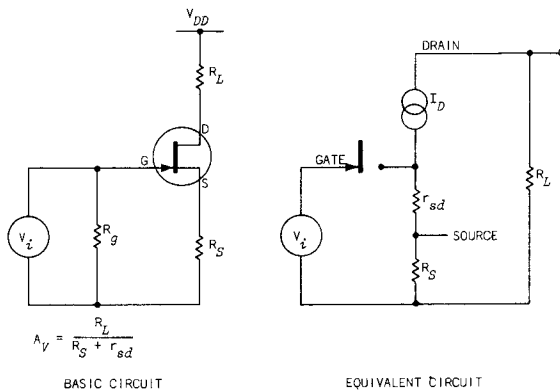 V_DD
R_L
D
G
S
V_i
R_g
R_S
A_V = R_L / (R_S + r_sd)
BASIC CIRCUIT
DRAIN
I_D
GATE
R_L
r_sd
V_i
SOURCE
R_S
EQUIVALENT CIRCUIT